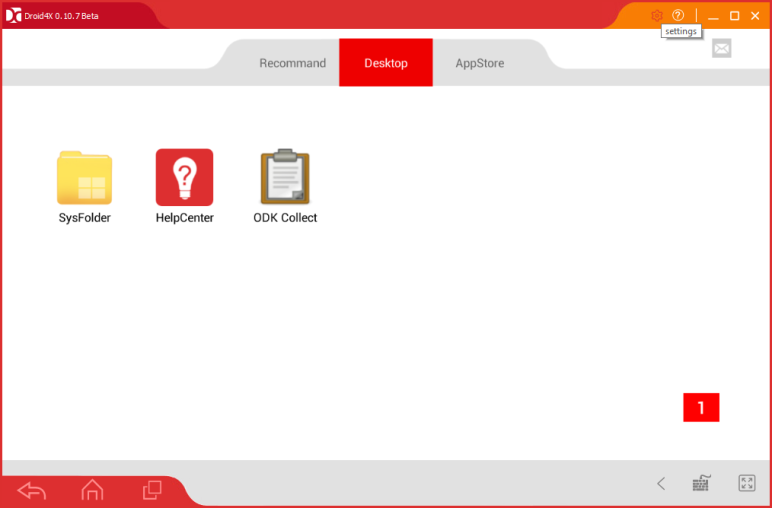 Droid4X 0.10.7 Beta
settings
Recommand
Desktop
AppStore
SysFolder
HelpCenter
ODK Collect
1